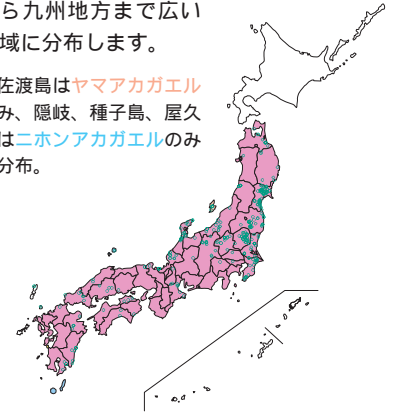 ら九州地方まで広い
域に分布します。
佐渡島はヤマアカガエル
み、隠岐、種子島、屋久
はニホンアカガエルのみ
分布。